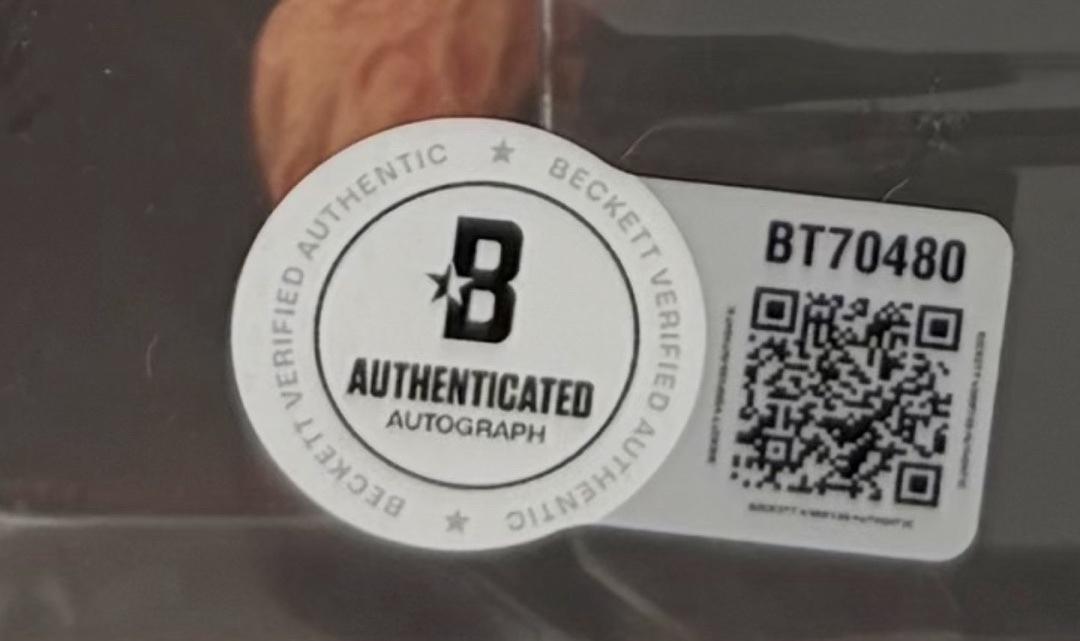 BECKETT VERIFIED AUTHENTIC ★ BECKETT VERIFIED AUTHENTIC ★
B
AUTHENTICATED
AUTOGRAPH
BT70480